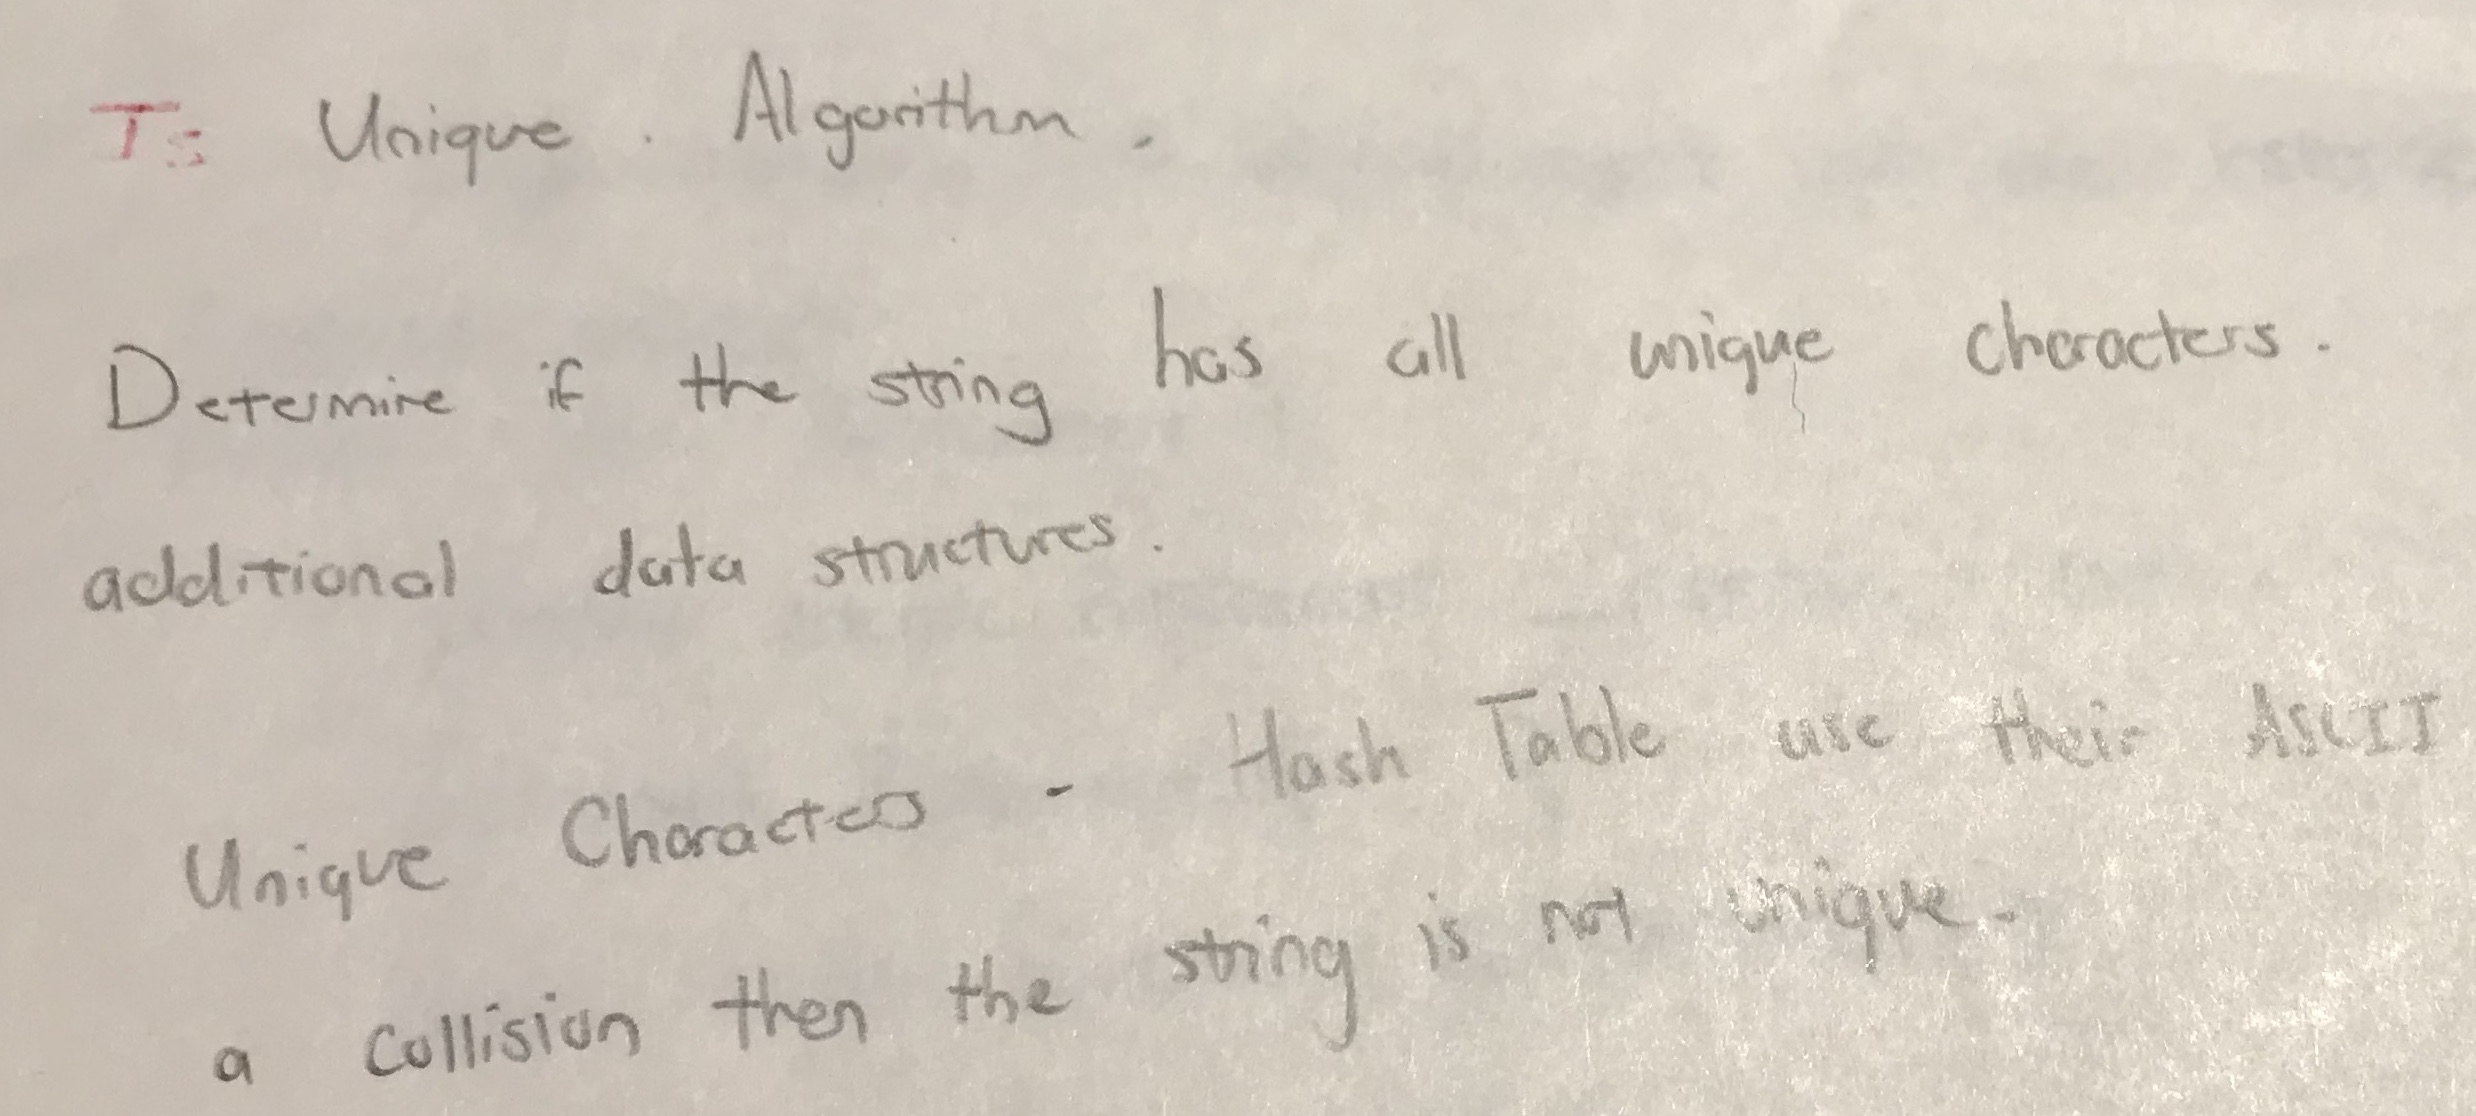 Is Unique . Algorithm .
Determine if the string has all unique characters .
additional data structures .
Unique Characters - Hash Table use their ASCII
a collision then the string is not unique .